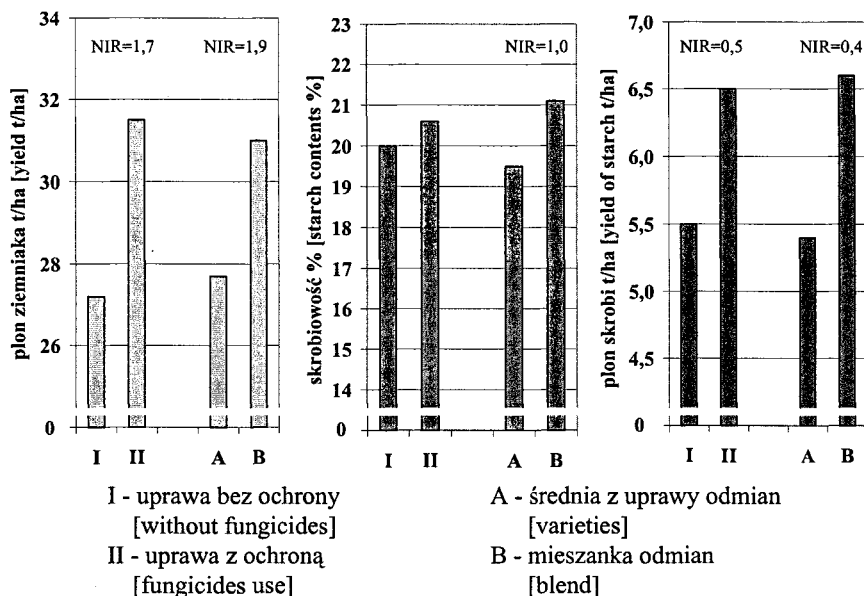 plon ziemniaka t/ha [yield t/ha]
34
32
30
28
26
0
NIR=1,7 NIR=1,9
I II A B
skrobiowość % [starch contents %]
23
22
21
20
19
18
17
16
15
14
0
NIR=1,0
I II A B
plon skrobi t/ha [yield of starch t/ha]
7,0
6,5
6,0
5,5
5,0
4,5
0
NIR=0,5 NIR=0,4
I II A B
I - uprawa bez ochrony
[without fungicides]
II - uprawa z ochroną
[fungicides use]
A - średnia z uprawy odmian
[varieties]
B - mieszanka odmian
[blend]